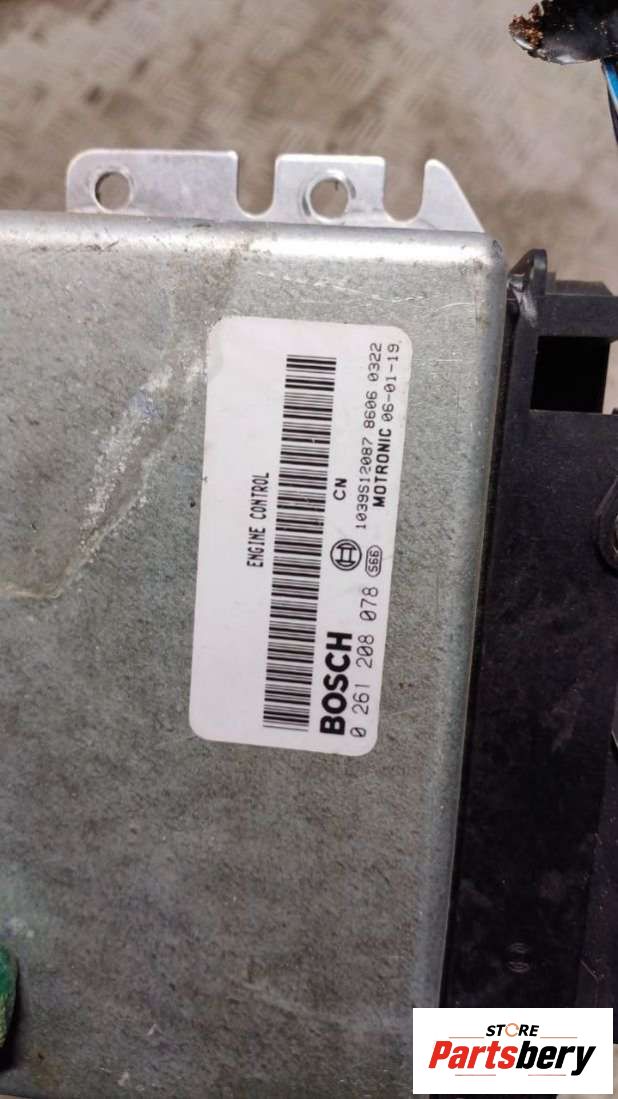 ENGINE CONTROL
CN
BOSCH
1039S12087 8606 0322
0 261 208 078 S66 MOTRONIC 06-01-19
STORE
Partsbery